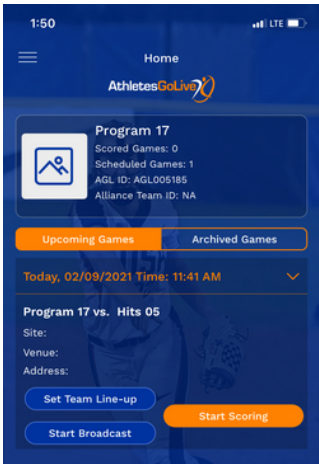 1:50 LTE
Home
AthletesGoLive
Program 17
Scored Games: 0
Scheduled Games: 1
AGL ID: AGL005185
Alliance Team ID: NA
Upcoming Games Archived Games
Today, 02/09/2021 Time: 11:41 AM
Program 17 vs. Hits 05
Site:
Venue:
Address:
Set Team Line-up
Start Scoring
Start Broadcast